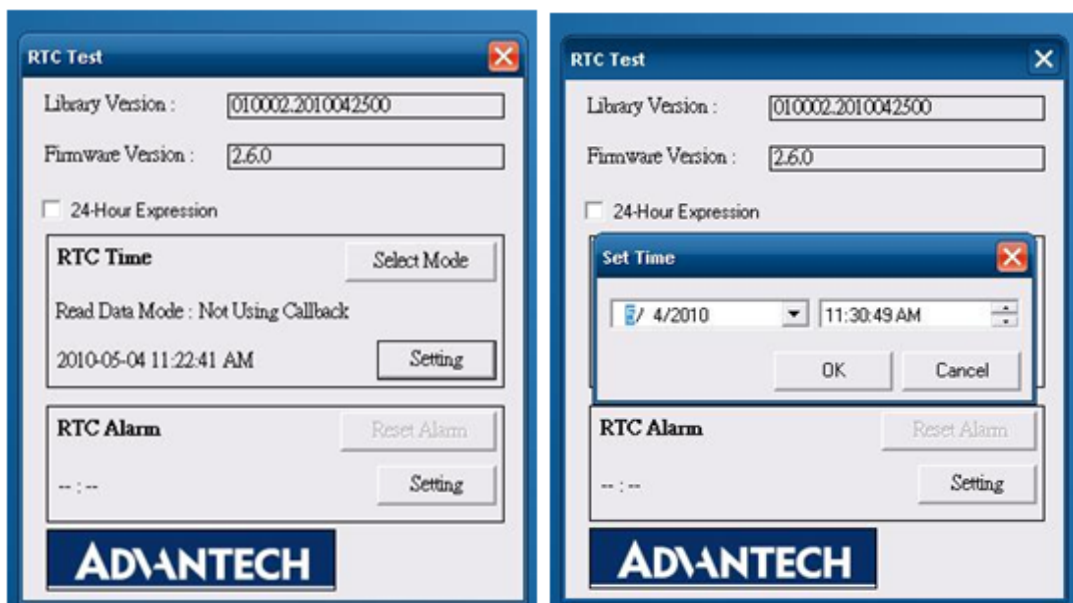 RTC Test
Library Version : 010002.2010042500
Firmware Version : 2.6.0
24-Hour Expression
RTC Time Select Mode
Read Data Mode : Not Using Callback
2010-05-04 11:22:41 AM Setting
RTC Alarm Reset Alarm
-- : -- Setting
ADVANTECH
RTC Test
Library Version : 010002.2010042500
Firmware Version : 2.6.0
24-Hour Expression
Set Time
5/ 4/2010 11:30:49 AM
OK Cancel
RTC Alarm Reset Alarm
-- : -- Setting
ADVANTECH